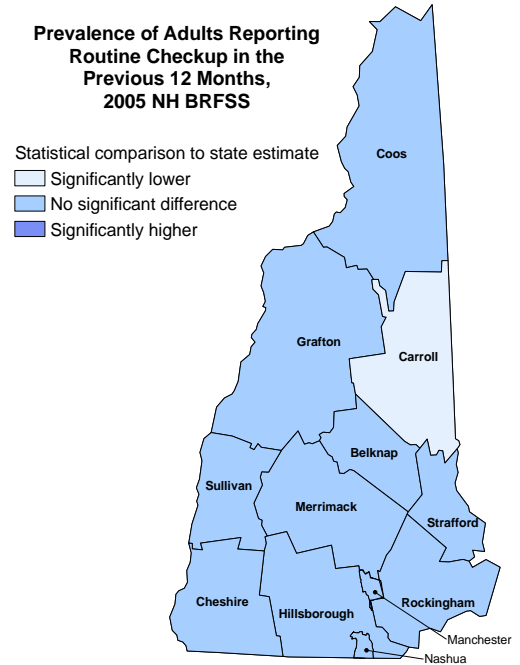 Prevalence of Adults Reporting
Routine Checkup in the
Previous 12 Months,
2005 NH BRFSS
Statistical comparison to state estimate
Significantly lower
No significant difference
Significantly higher
Coos
Grafton
Carroll
Belknap
Sullivan
Merrimack
Strafford
Cheshire
Hillsborough
Rockingham
Manchester
Nashua